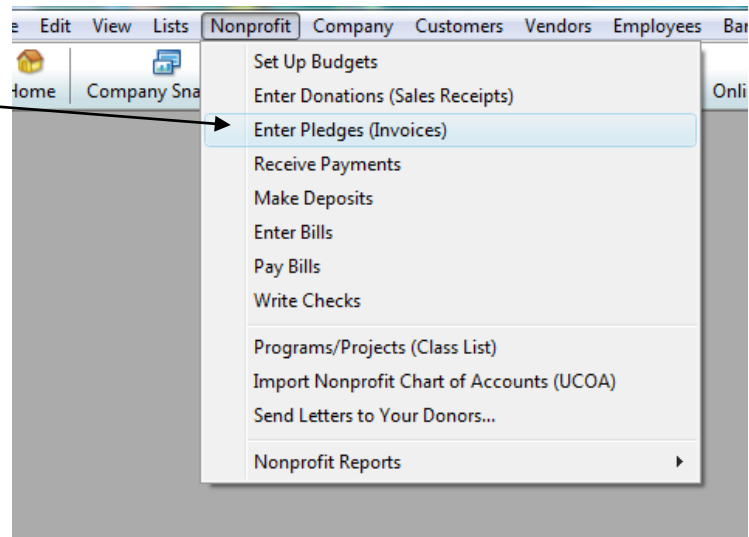 e Edit View Lists Nonprofit Company Customers Vendors Employees Bar
Home Company Sna Onli
Set Up Budgets
Enter Donations (Sales Receipts)
Enter Pledges (Invoices)
Receive Payments
Make Deposits
Enter Bills
Pay Bills
Write Checks
Programs/Projects (Class List)
Import Nonprofit Chart of Accounts (UCOA)
Send Letters to Your Donors...
Nonprofit Reports